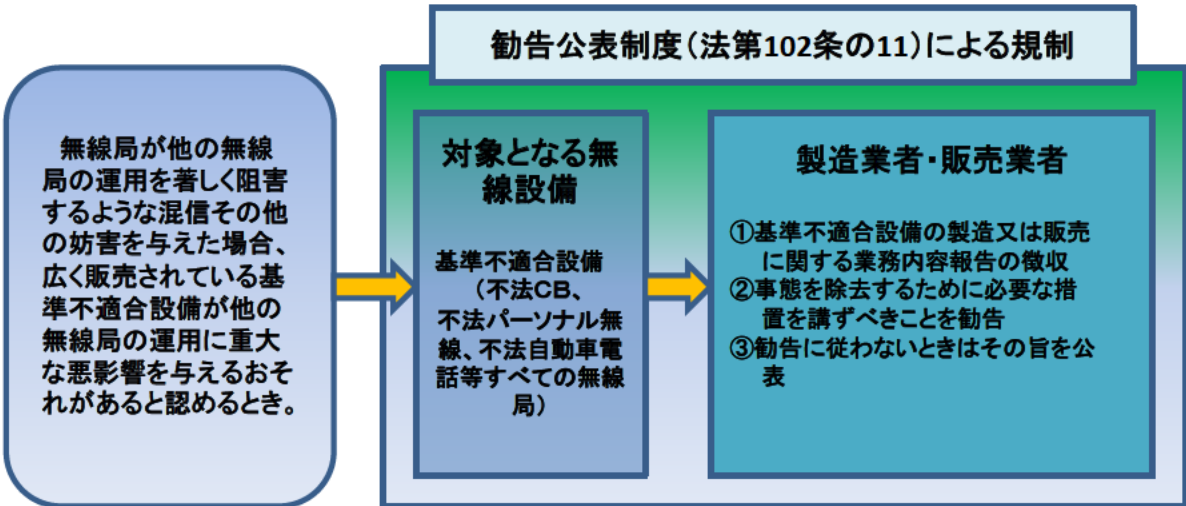 勧告公表制度(法第102条の11)による規制
無線局が他の無線
局の運用を著しく阻害
するような混信その他
の妨害を与えた場合、
広く販売されている基
準不適合設備が他の
無線局の運用に重大
な悪影響を与えるおそ
れがあると認めるとき。
対象となる無
線設備
基準不適合設備
(不法CB、
不法パーソナル無
線、不法自動車電
話等すべての無線
局)
製造業者・販売業者
①基準不適合設備の製造又は販売
に関する業務内容報告の徴収
②事態を除去するために必要な措
置を講ずべきことを勧告
③勧告に従わないときはその旨を公
表